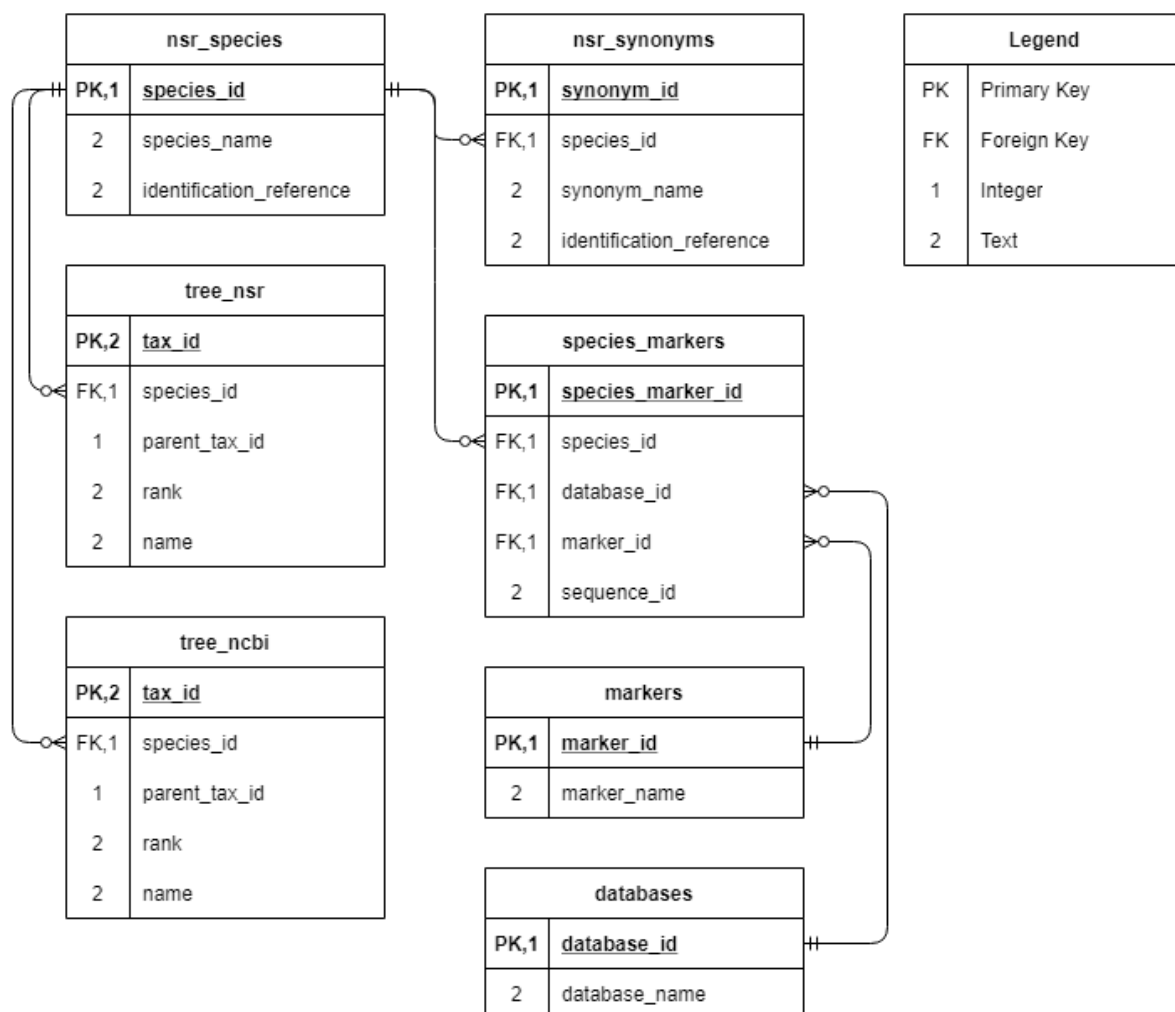 nsr_species
PK,1 species_id
2 species_name
2 identification_reference
tree_nsr
PK,2 tax_id
FK,1 species_id
1 parent_tax_id
2 rank
2 name
tree_ncbi
PK,2 tax_id
FK,1 species_id
1 parent_tax_id
2 rank
2 name
nsr_synonyms
PK,1 synonym_id
FK,1 species_id
2 synonym_name
2 identification_reference
species_markers
PK,1 species_marker_id
FK,1 species_id
FK,1 database_id
FK,1 marker_id
2 sequence_id
markers
PK,1 marker_id
2 marker_name
databases
PK,1 database_id
2 database_name
Legend
PK Primary Key
FK Foreign Key
1 Integer
2 Text